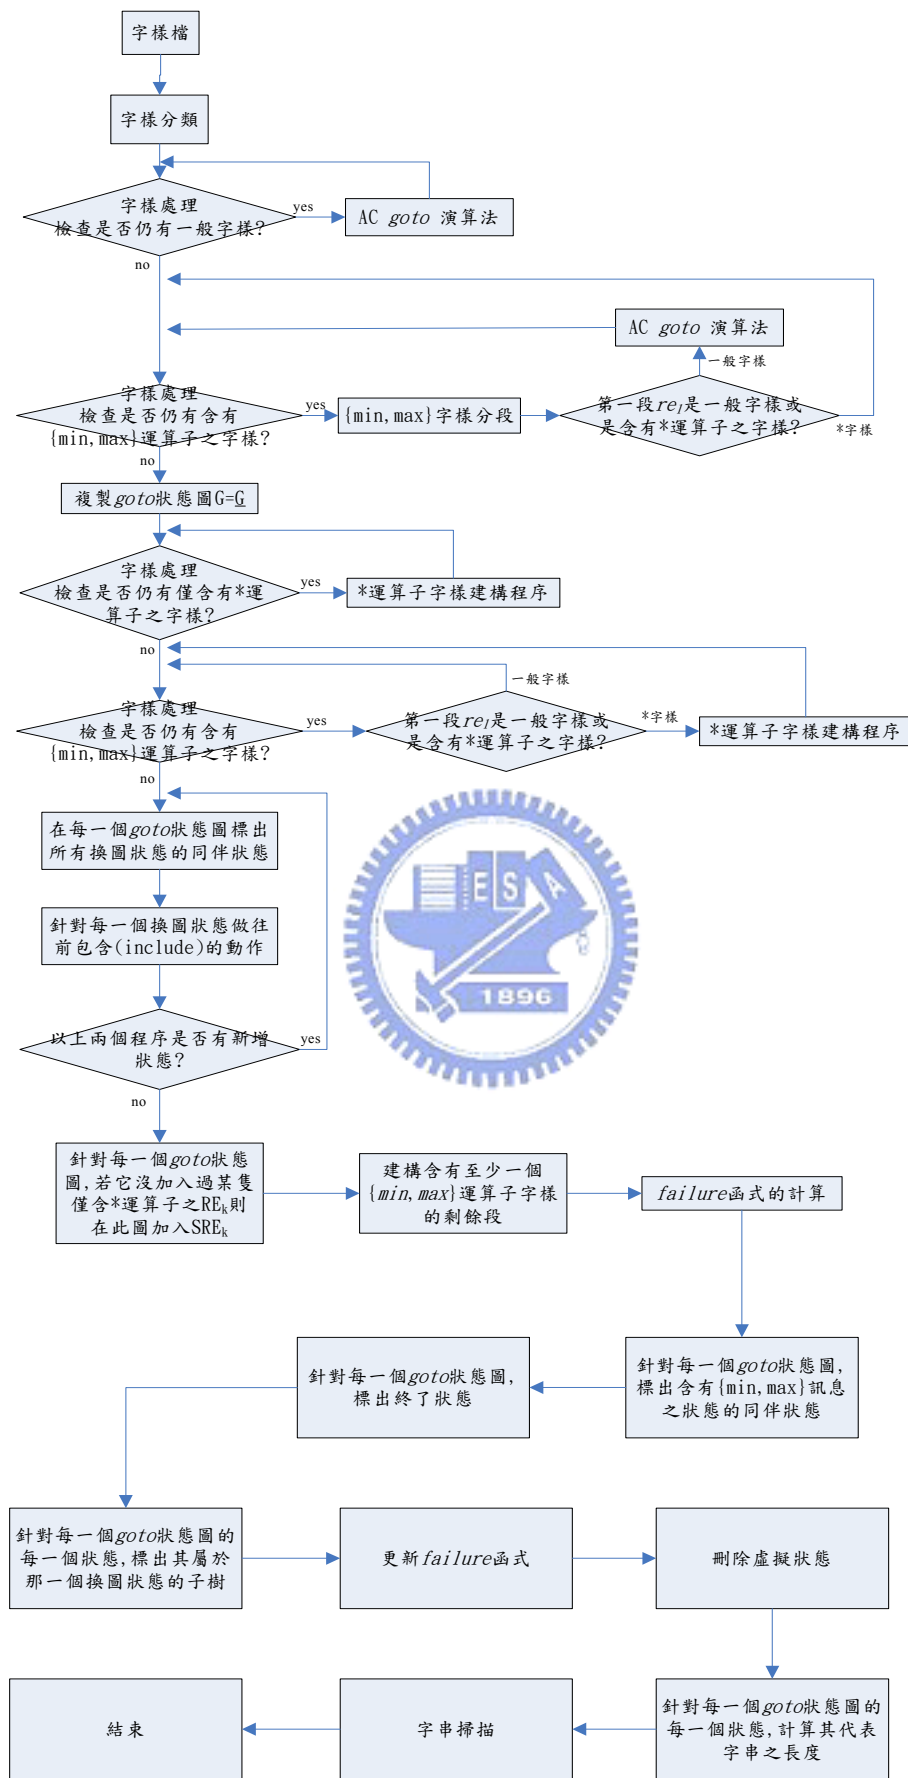 字樣檔
字樣分類
字樣處理
檢查是否仍有一般字樣?
yes
AC goto 演算法
no
AC goto 演算法
一般字樣
字樣處理
檢查是否仍有含有
{min,max}運算子之字樣?
yes
{min,max}字樣分段
第一段re1是一般字樣或
是含有*運算子之字樣?
*字樣
no
複製goto狀態圖G=G
字樣處理
檢查是否仍有僅含有*運
算子之字樣?
yes
*運算子字樣建構程序
no
一般字樣
字樣處理
檢查是否仍有含有
{min,max}運算子之字樣?
yes
第一段re1是一般字樣或
是含有*運算子之字樣?
*字樣
*運算子字樣建構程序
no
在每一個goto狀態圖標出
所有換圖狀態的同伴狀態
針對每一個換圖狀態做往
前包含(include)的動作
以上兩個程序是否有新增
狀態?
yes
no
ESA
1896
針對每一個goto狀態
圖,若它沒加入過某隻
僅含*運算子之REk則
在此圖加入SREk
建構含有至少一個
{min,max}運算子字樣
的剩餘段
failure函式的計算
針對每一個goto狀態圖,
標出終了狀態
針對每一個goto狀態圖,
標出含有{min,max}訊息
之狀態的同伴狀態
針對每一個goto狀態圖的
每一個狀態,標出其屬於
那一個換圖狀態的子樹
更新failure函式
刪除虛擬狀態
結束
字串掃描
針對每一個goto狀態圖的
每一個狀態,計算其代表
字串之長度